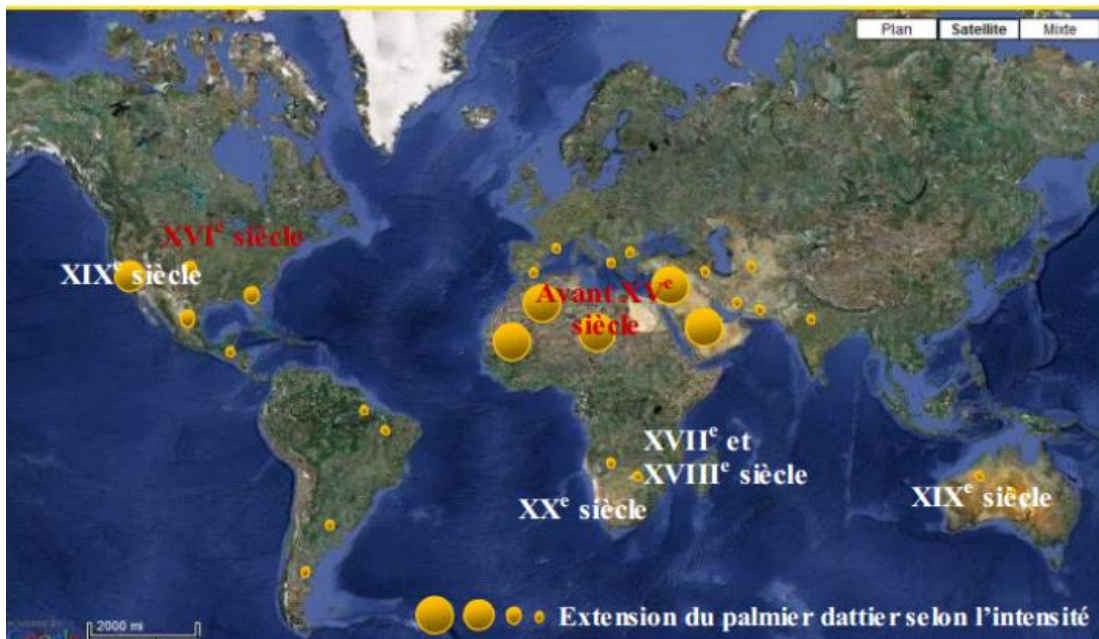 Plan
Satellite
Mixte
XVIe siècle
XIXe siècle
Avant XVe
siècle
XVIIe et
XVIIIe siècle
XXe siècle
XIXe siècle
2000 mi
Extension du palmier dattier selon l'intensité